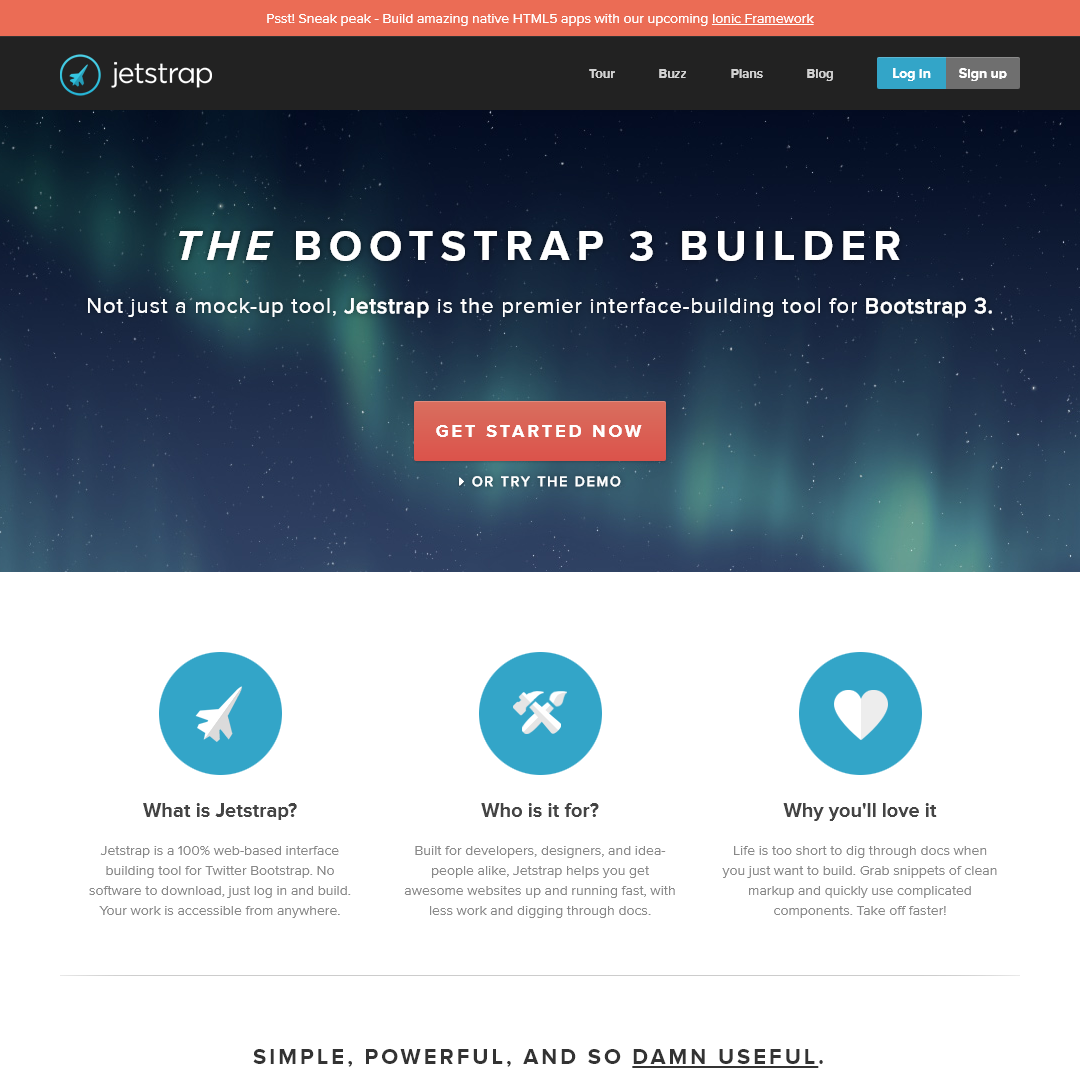 Psst! Sneak peak - Build amazing native HTML5 apps with our upcoming Ionic Framework
jetstrap
Tour Buzz Plans Blog Log In Sign up
THE BOOTSTRAP 3 BUILDER
Not just a mock-up tool, Jetstrap is the premier interface-building tool for Bootstrap 3.
GET STARTED NOW
OR TRY THE DEMO
What is Jetstrap?
Jetstrap is a 100% web-based interface
building tool for Twitter Bootstrap. No
software to download, just log in and build.
Your work is accessible from anywhere.
Who is it for?
Built for developers, designers, and idea-
people alike, Jetstrap helps you get
awesome websites up and running fast, with
less work and digging through docs.
Why you'll love it
Life is too short to dig through docs when
you just want to build. Grab snippets of clean
markup and quickly use complicated
components. Take off faster!
SIMPLE, POWERFUL, AND SO DAMN USEFUL.